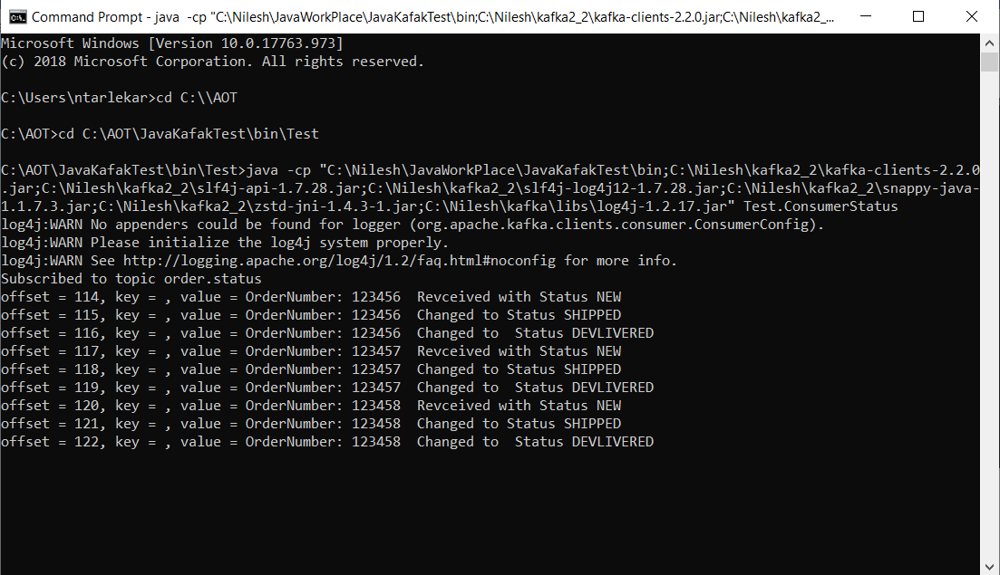 Command Prompt - java -cp "C:\Nilesh\JavaWorkPlace\JavaKafakTest\bin;C:\Nilesh\kafka2_2\kafka-clients-2.2.0.jar;C:\Nilesh\kafka2_...
Microsoft Windows [Version 10.0.17763.973]
(c) 2018 Microsoft Corporation. All rights reserved.
C:\Users\ntarlekar>cd C:\\AOT
C:\AOT>cd C:\AOT\JavaKafakTest\bin\Test
C:\AOT\JavaKafakTest\bin\Test>java -cp "C:\Nilesh\JavaWorkPlace\JavaKafakTest\bin;C:\Nilesh\kafka2_2\kafka-clients-2.2.0
.jar;C:\Nilesh\kafka2_2\slf4j-api-1.7.28.jar;C:\Nilesh\kafka2_2\slf4j-log4j12-1.7.28.jar;C:\Nilesh\kafka2_2\snappy-java-
1.1.7.3.jar;C:\Nilesh\kafka2_2\zstd-jni-1.4.3-1.jar;C:\Nilesh\kafka\libs\log4j-1.2.17.jar" Test.ConsumerStatus
log4j:WARN No appenders could be found for logger (org.apache.kafka.clients.consumer.ConsumerConfig).
log4j:WARN Please initialize the log4j system properly.
log4j:WARN See http://logging.apache.org/log4j/1.2/faq.html#noconfig for more info.
Subscribed to topic order.status
offset = 114, key = , value = OrderNumber: 123456  Revceived with Status NEW
offset = 115, key = , value = OrderNumber: 123456  Changed to Status SHIPPED
offset = 116, key = , value = OrderNumber: 123456  Changed to  Status DEVLIVERED
offset = 117, key = , value = OrderNumber: 123457  Revceived with Status NEW
offset = 118, key = , value = OrderNumber: 123457  Changed to Status SHIPPED
offset = 119, key = , value = OrderNumber: 123457  Changed to  Status DEVLIVERED
offset = 120, key = , value = OrderNumber: 123458  Revceived with Status NEW
offset = 121, key = , value = OrderNumber: 123458  Changed to Status SHIPPED
offset = 122, key = , value = OrderNumber: 123458  Changed to  Status DEVLIVERED